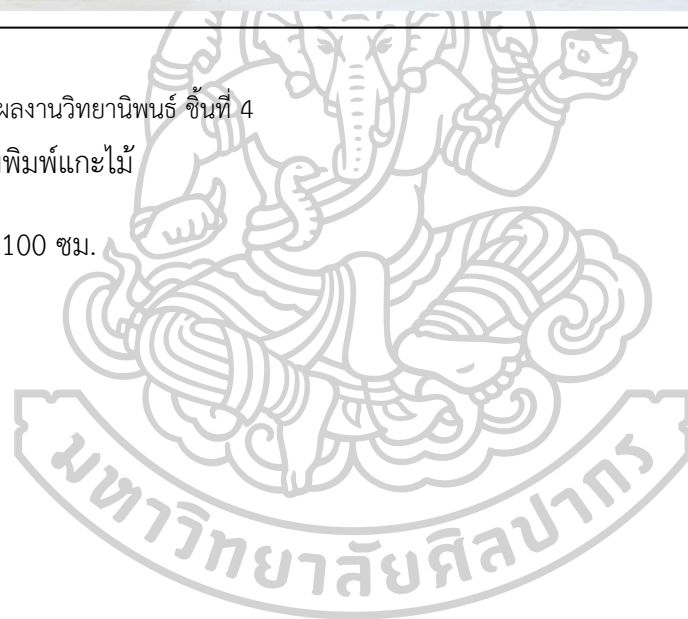 ผลงานวิทยานิพนธ์ ชิ้นที่ 4
พิมพ์แกะไม้
100 ซม.
มหาวิทยาลัยศิลปากร